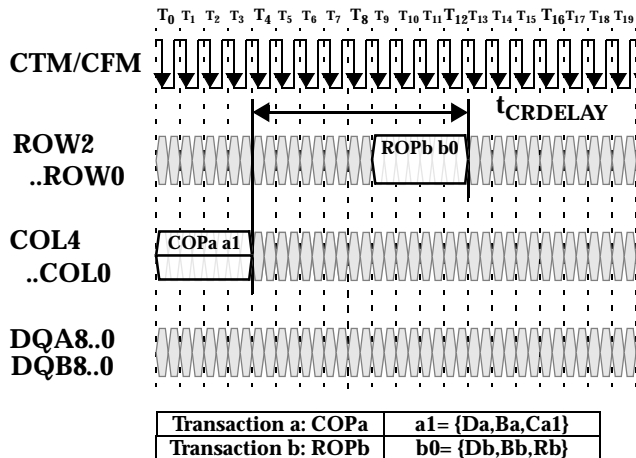 T0 T1 T2 T3 T4 T5 T6 T7 T8 T9 T10 T11 T12 T13 T14 T15 T16 T17 T18 T19
CTM/CFM
tCRDELAY
ROW2
..ROW0
ROPb b0
COL4
..COL0
COPa a1
DQA8..0
DQB8..0
Transaction a: COPa a1= {Da,Ba,Ca1}
Transaction b: ROPb b0= {Db,Bb,Rb}